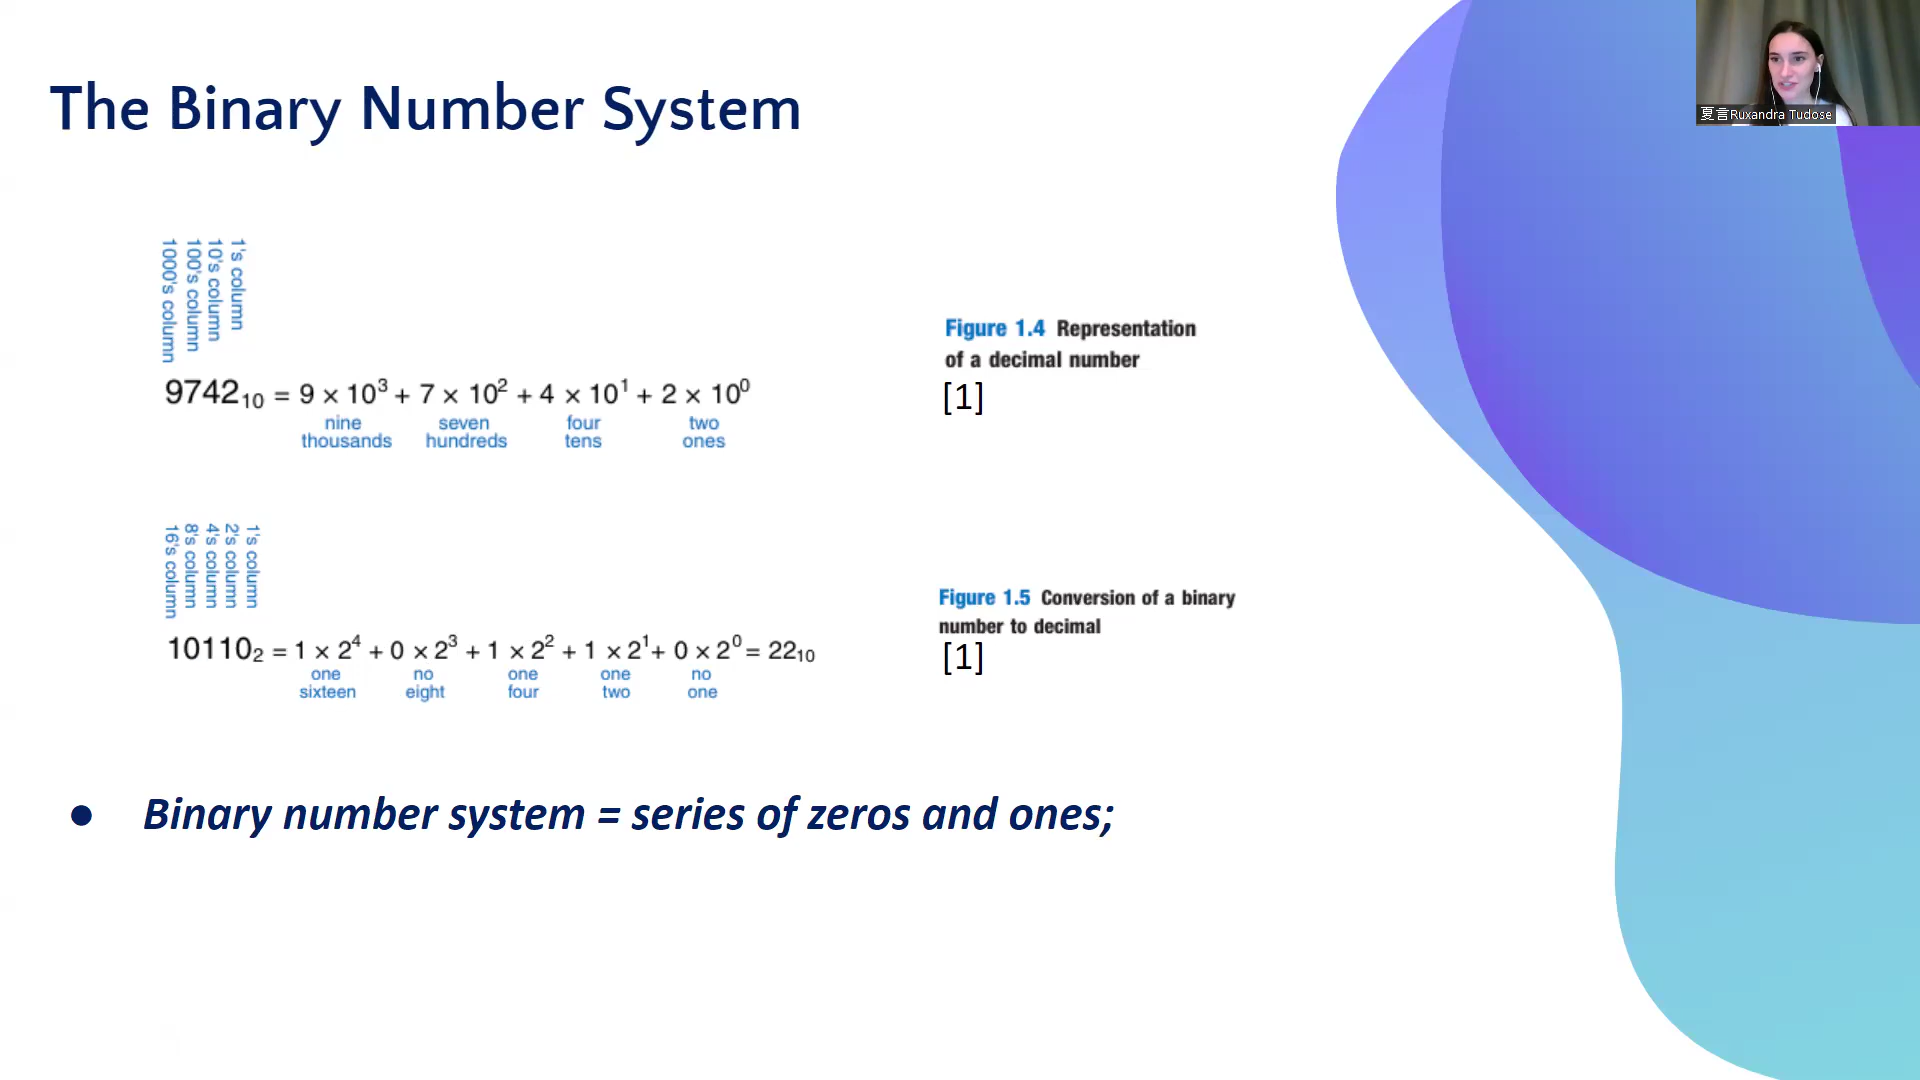 The Binary Number System
夏言Ruxandra Tudose
1's column
10's column
100's column
1000's column
9742₁₀ = 9 × 10³ + 7 × 10² + 4 × 10¹ + 2 × 10⁰
nine thousands
seven hundreds
four tens
two ones
Figure 1.4 Representation
of a decimal number
[1]
1's column
2's column
4's column
8's column
16's column
10110₂ = 1 × 2⁴ + 0 × 2³ + 1 × 2² + 1 × 2¹ + 0 × 2⁰ = 22₁₀
one sixteen
no eight
one four
one two
no one
Figure 1.5 Conversion of a binary
number to decimal
[1]
● Binary number system = series of zeros and ones;